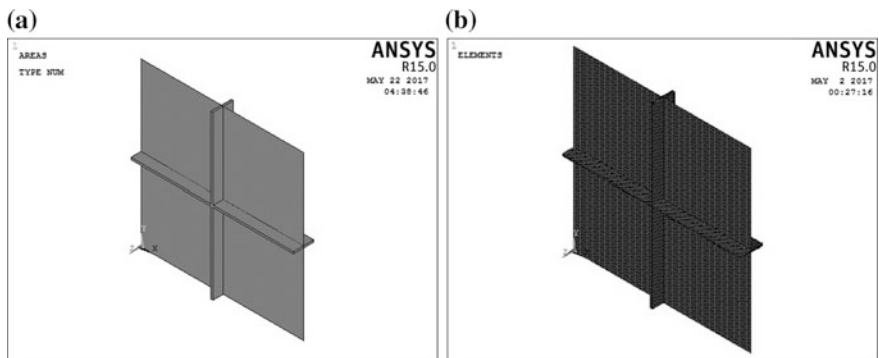 (a)
1
AREAS
TYPE NUM
ANSYS
R15.0
MAY 22 2017
04:38:46
Y
Z X
(b)
1
ELEMENTS
ANSYS
R15.0
MAY 2 2017
00:27:16
Y
Z X